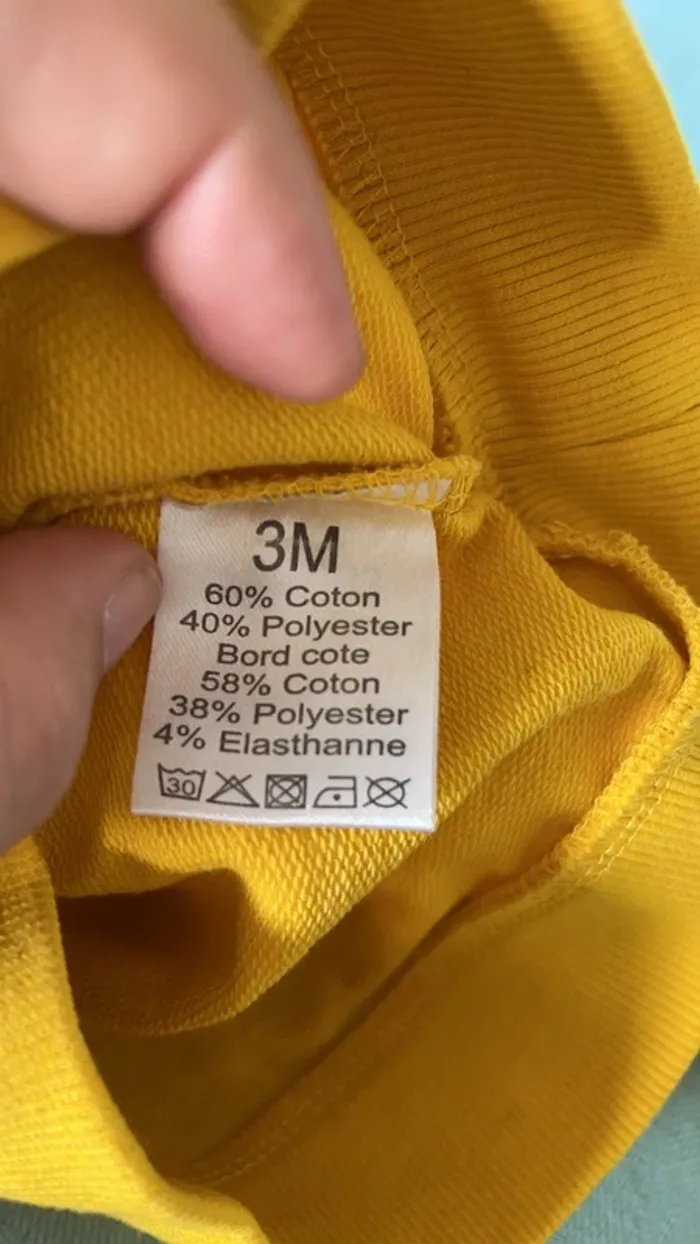 3M
60% Coton
40% Polyester
Bord cote
58% Coton
38% Polyester
4% Elasthanne
30